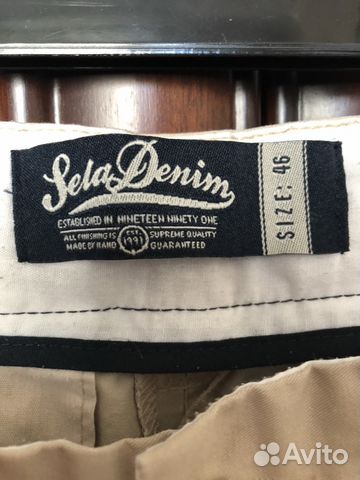 Sela Denim
ESTABLISHED IN NINETEEN NINETY ONE
ALL FINISHING IS
MADE BY HAND
EST.
1991
SUPREME QUALITY
GUARANTEED
SIZE: 46
Avito